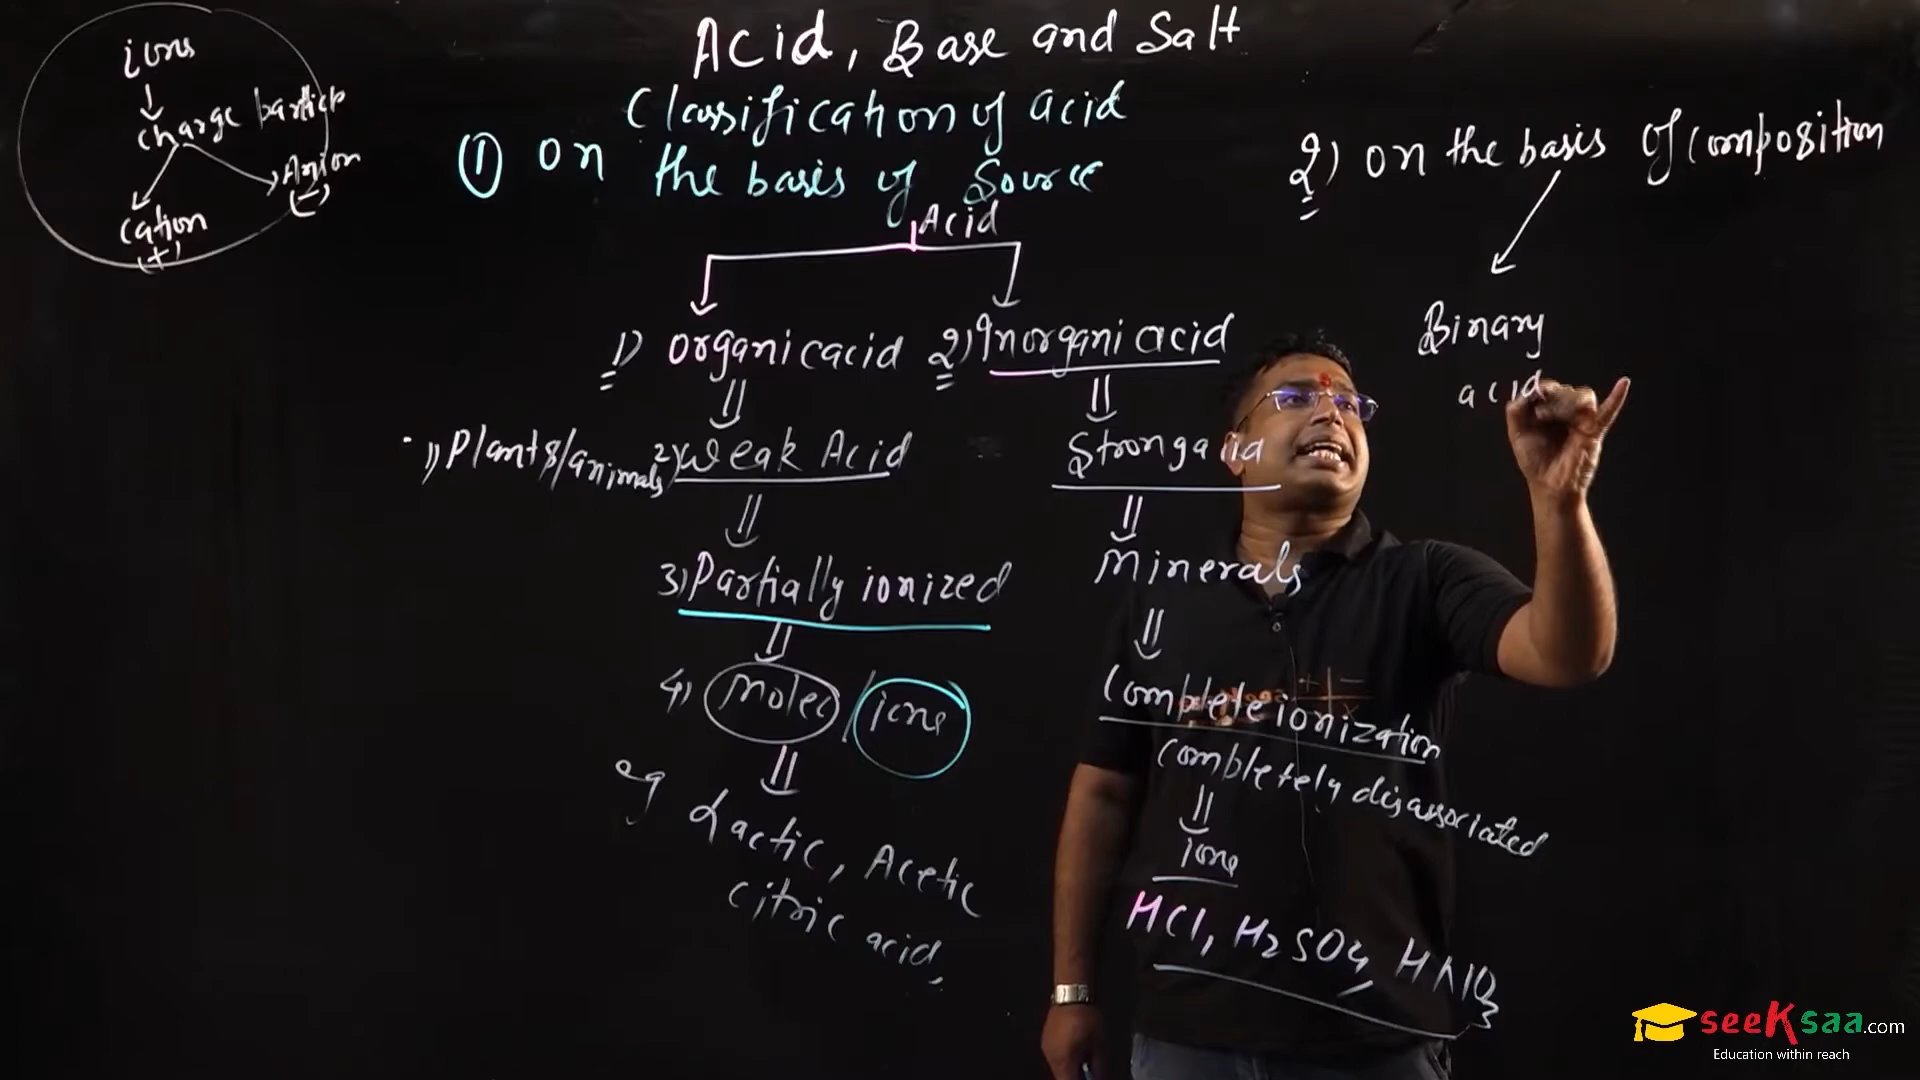 Acid, Base and Salt
Classification of acid
① On the basis of Source
ions
charge particle
Anion
(-)
cation
(+)
Acid
1) organic acid
2) Inorgani acid
1) Plants/animals
2) Weak Acid
3) Partially ionized
4) Molec / ions
eg Lactic, Acetic
citric acid,
Strong acid
Minerals
Complete ionization
completely disassociated
ions
HCl, H2SO4, HNO3
2) On the basis of composition
Binary
acid
seeKsaa.com
Education within reach